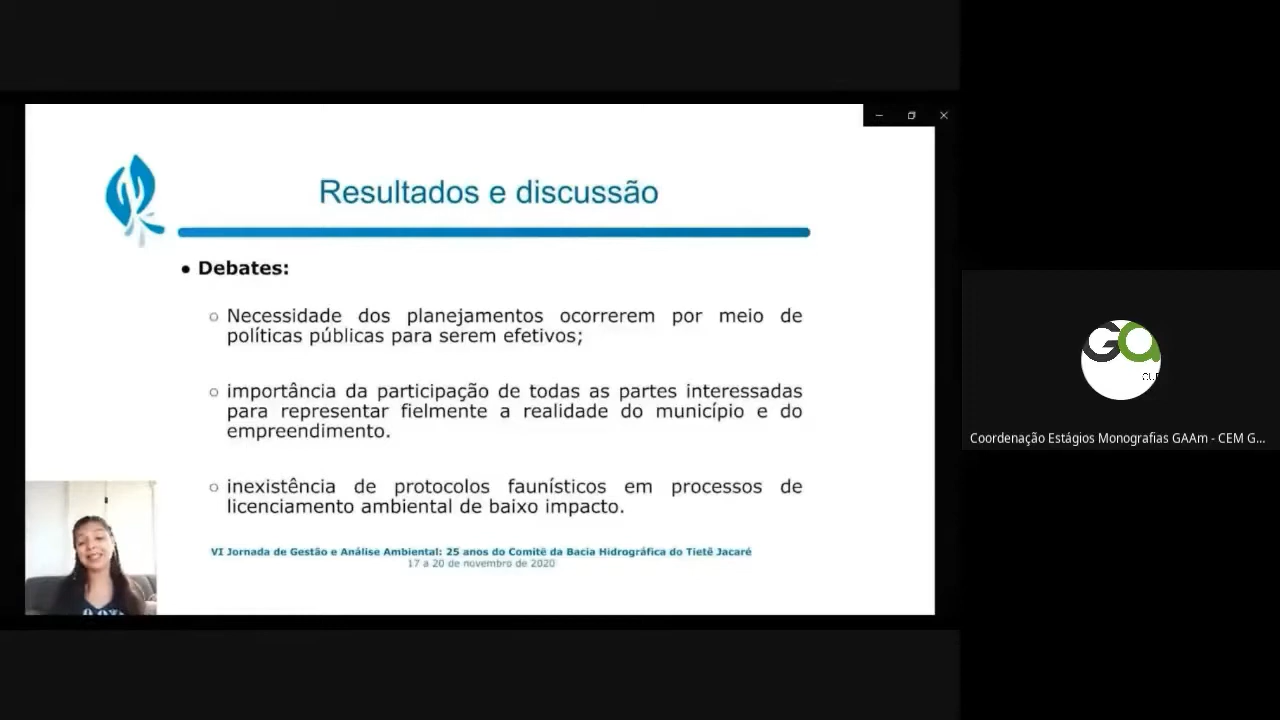 Resultados e discussão
Debates:
Necessidade dos planejamentos ocorrerem por meio de
políticas públicas para serem efetivos;
importância da participação de todas as partes interessadas
para representar fielmente a realidade do município e do
empreendimento.
inexistência de protocolos faunísticos em processos de
licenciamento ambiental de baixo impacto.
VI Jornada de Gestão e Análise Ambiental: 25 anos do Comitê da Bacia Hidrográfica do Tietê Jacaré
17 a 20 de novembro de 2020
Coordenação Estágios Monografias GAAm - CEM G...